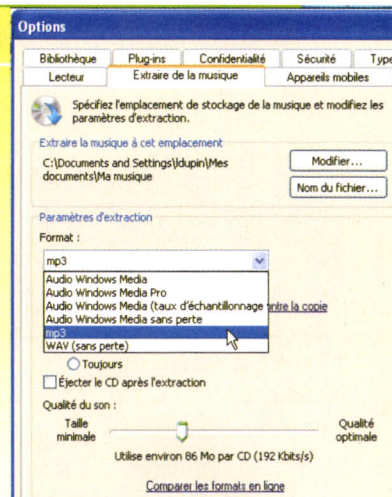 Options
Bibliothèque Plug-ins Confidentialité Sécurité Type
Lecteur Extraire de la musique Appareils mobiles
Spécifiez l'emplacement de stockage de la musique et modifiez les
paramètres d'extraction.
Extraire la musique à cet emplacement
C:\Documents and Settings\ldupin\Mes
documents\Ma musique
Modifier...
Nom du fichier...
Paramètres d'extraction
Format :
mp3
Audio Windows Media
Audio Windows Media Pro
Audio Windows Media (taux d'échantillonnage ntre la copie
Audio Windows Media sans perte
mp3
WAV (sans perte)
Toujours
Éjecter le CD après l'extraction
Qualité du son :
Taille
minimale
Qualité
optimale
Utilise environ 86 Mo par CD (192 Kbits/s)
Comparer les formats en ligne